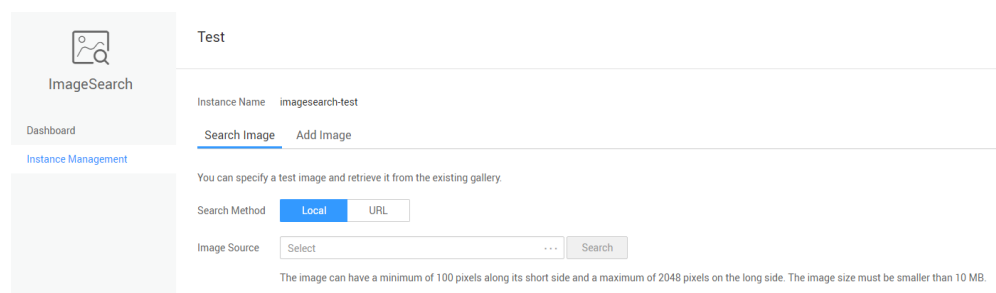 ImageSearch
Dashboard
Instance Management
Test
Instance Name imagesearch-test
Search Image Add Image
You can specify a test image and retrieve it from the existing gallery.
Search Method Local URL
Image Source Select ... Search
The image can have a minimum of 100 pixels along its short side and a maximum of 2048 pixels on the long side. The image size must be smaller than 10 MB.